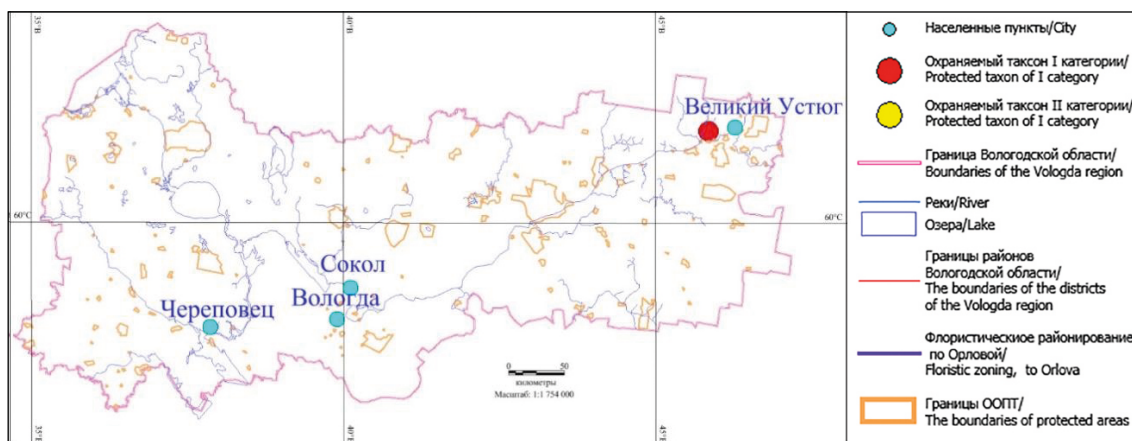 35°В
40°В
45°В
Великий Устюг
60°С
60°С
Сокол
Вологда
Череповец
0 50
километры
Масштаб: 1:1 754 000
35°В
40°В
45°В
Населенные пункты/City
Охраняемый таксон I категории/
Protected taxon of I category
Охраняемый таксон II категории/
Protected taxon of I category
Граница Вологодской области/
Boundaries of the Vologda region
Реки/River
Озера/Lake
Границы районов
Вологодской области/
The boundaries of the districts
of the Vologda region
Флористическое районирование
по Орловой/
Floristic zoning, to Orlova
Границы ООПТ/
The boundaries of protected areas